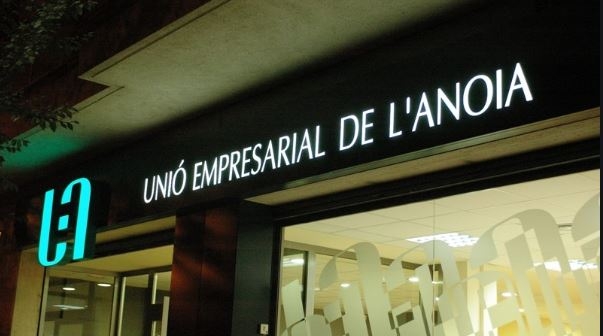 UNIÓ EMPRESARIAL DE L'ANOIA